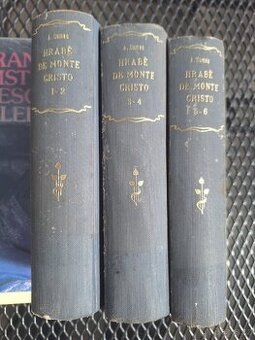 A. DUMAS
HRABĚ
DE MONTE
CRISTO
1-2
A. DUMAS
HRABĚ
DE MONTE
CRISTO
3-4
A. DUMAS
HRABĚ
DE MONTE
CRISTO
5-6